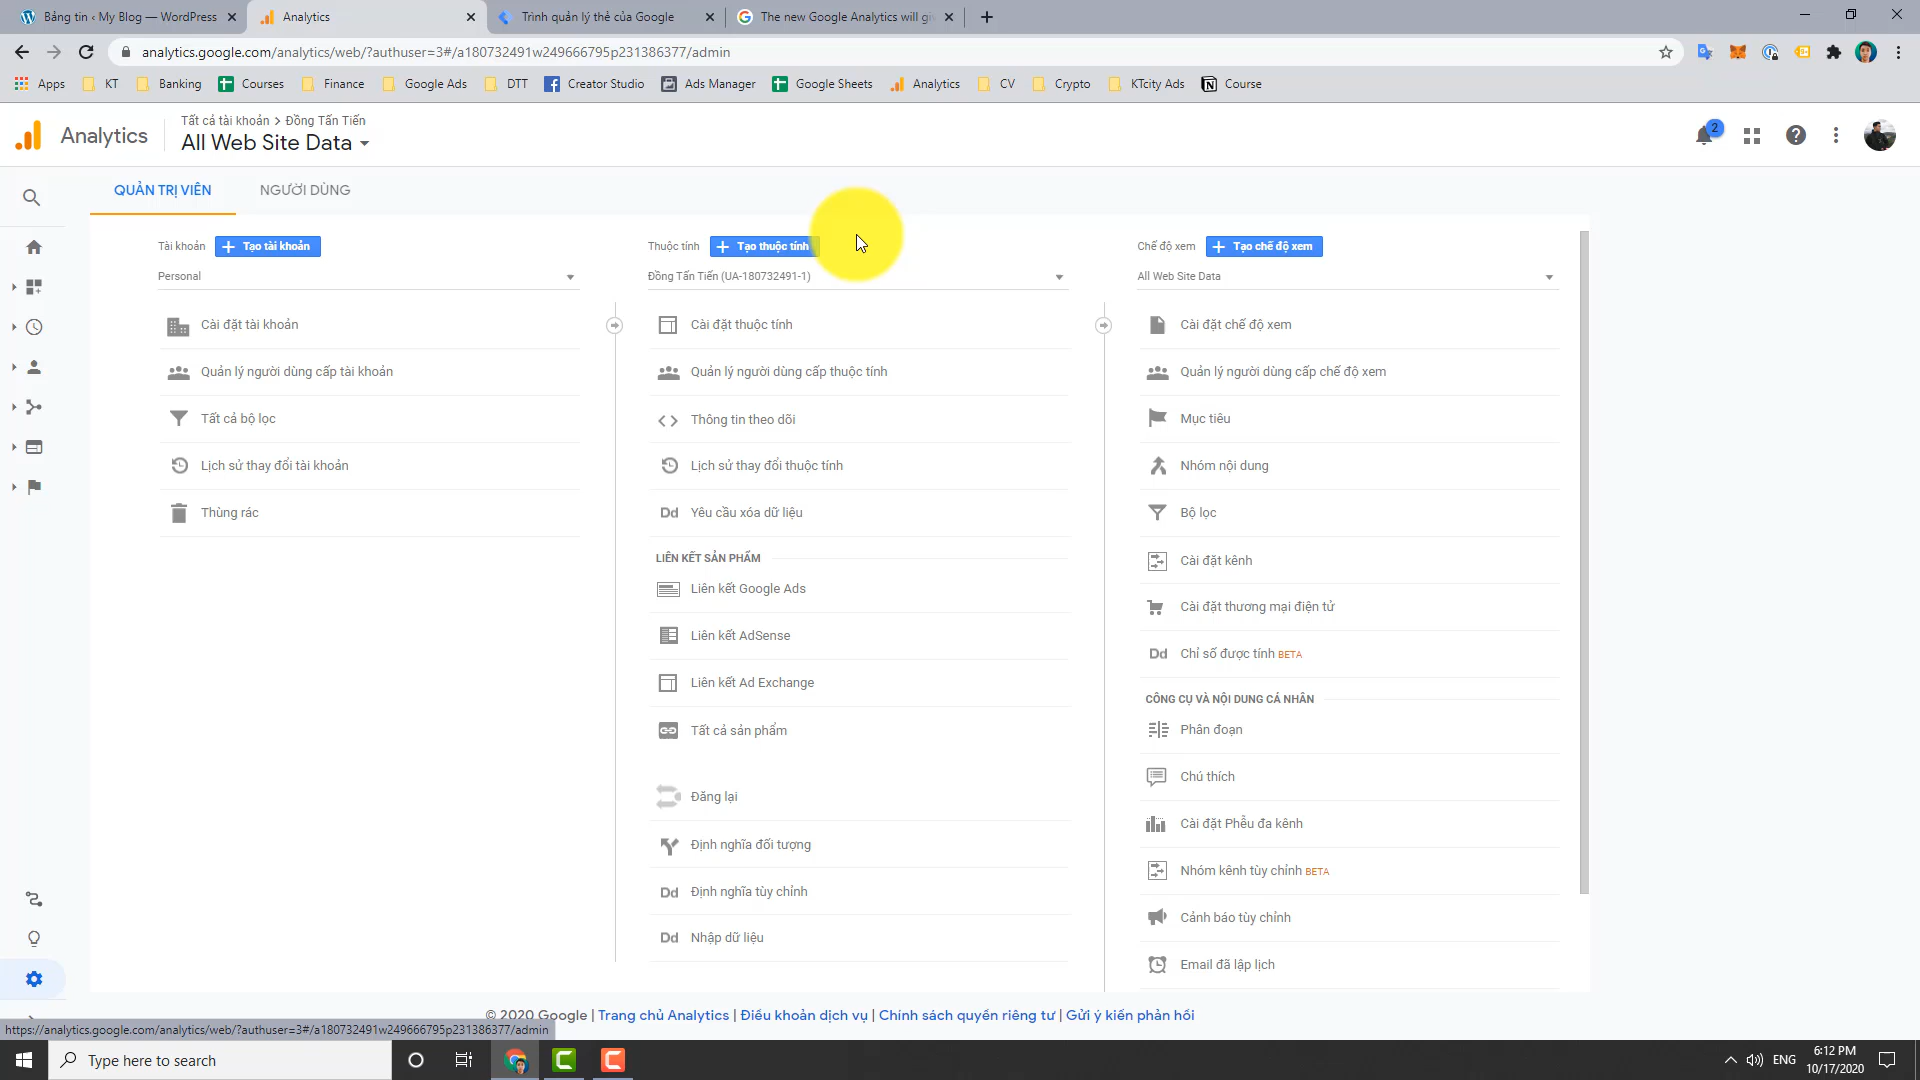 Bảng tin ‹ My Blog — WordPress
Analytics
Trình quản lý thẻ của Google
The new Google Analytics will giv
analytics.google.com/analytics/web/?authuser=3#/a180732491w249666795p231386377/admin
Apps
KT
Banking
Courses
Finance
Google Ads
DTT
Creator Studio
Ads Manager
Google Sheets
Analytics
CV
Crypto
KTcity Ads
Course
Analytics
Tất cả tài khoản > Đồng Tấn Tiến
All Web Site Data
2
QUẢN TRỊ VIÊN
NGƯỜI DÙNG
Tài khoản
+ Tạo tài khoản
Personal
Cài đặt tài khoản
Quản lý người dùng cấp tài khoản
Tất cả bộ lọc
Lịch sử thay đổi tài khoản
Thùng rác
Thuộc tính
+ Tạo thuộc tính
Đồng Tấn Tiến (UA-180732491-1)
Cài đặt thuộc tính
Quản lý người dùng cấp thuộc tính
Thông tin theo dõi
Lịch sử thay đổi thuộc tính
Dd Yêu cầu xóa dữ liệu
LIÊN KẾT SẢN PHẨM
Liên kết Google Ads
Liên kết AdSense
Liên kết Ad Exchange
Tất cả sản phẩm
Đăng lại
Định nghĩa đối tượng
Dd Định nghĩa tùy chỉnh
Dd Nhập dữ liệu
Chế độ xem
+ Tạo chế độ xem
All Web Site Data
Cài đặt chế độ xem
Quản lý người dùng cấp chế độ xem
Mục tiêu
Nhóm nội dung
Bộ lọc
Cài đặt kênh
Cài đặt thương mại điện tử
Dd Chỉ số được tính BETA
CÔNG CỤ VÀ NỘI DUNG CÁ NHÂN
Phân đoạn
Chú thích
Cài đặt Phễu đa kênh
Nhóm kênh tùy chỉnh BETA
Cảnh báo tùy chỉnh
Email đã lập lịch
© 2020 Google | Trang chủ Analytics | Điều khoản dịch vụ | Chính sách quyền riêng tư | Gửi ý kiến phản hồi
https://analytics.google.com/analytics/web/?authuser=3#/a180732491w249666795p231386377/admin
Type here to search
ENG
6:12 PM
10/17/2020